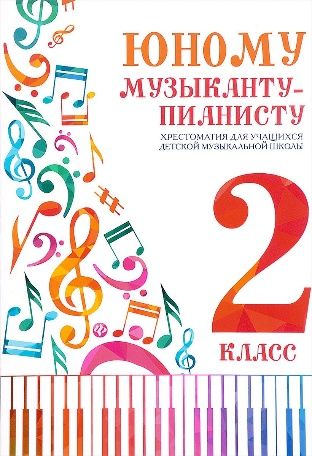 ЮНОМУ
МУЗЫКАНТУ-
ПИАНИСТУ
ХРЕСТОМАТИЯ ДЛЯ УЧАЩИХСЯ
ДЕТСКОЙ МУЗЫКАЛЬНОЙ ШКОЛЫ
2
КЛАСС